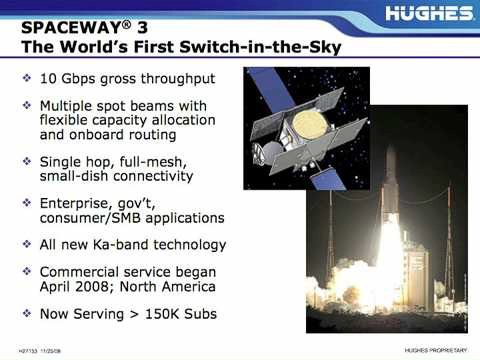 HUGHES
SPACEWAY® 3
The World's First Switch-in-the-Sky
❖ 10 Gbps gross throughput
❖ Multiple spot beams with
flexible capacity allocation
and onboard routing
❖ Single hop, full-mesh,
small-dish connectivity
❖ Enterprise, gov't,
consumer/SMB applications
❖ All new Ka-band technology
❖ Commercial service began
April 2008; North America
❖ Now Serving > 150K Subs
HUGHES PROPRIETARY